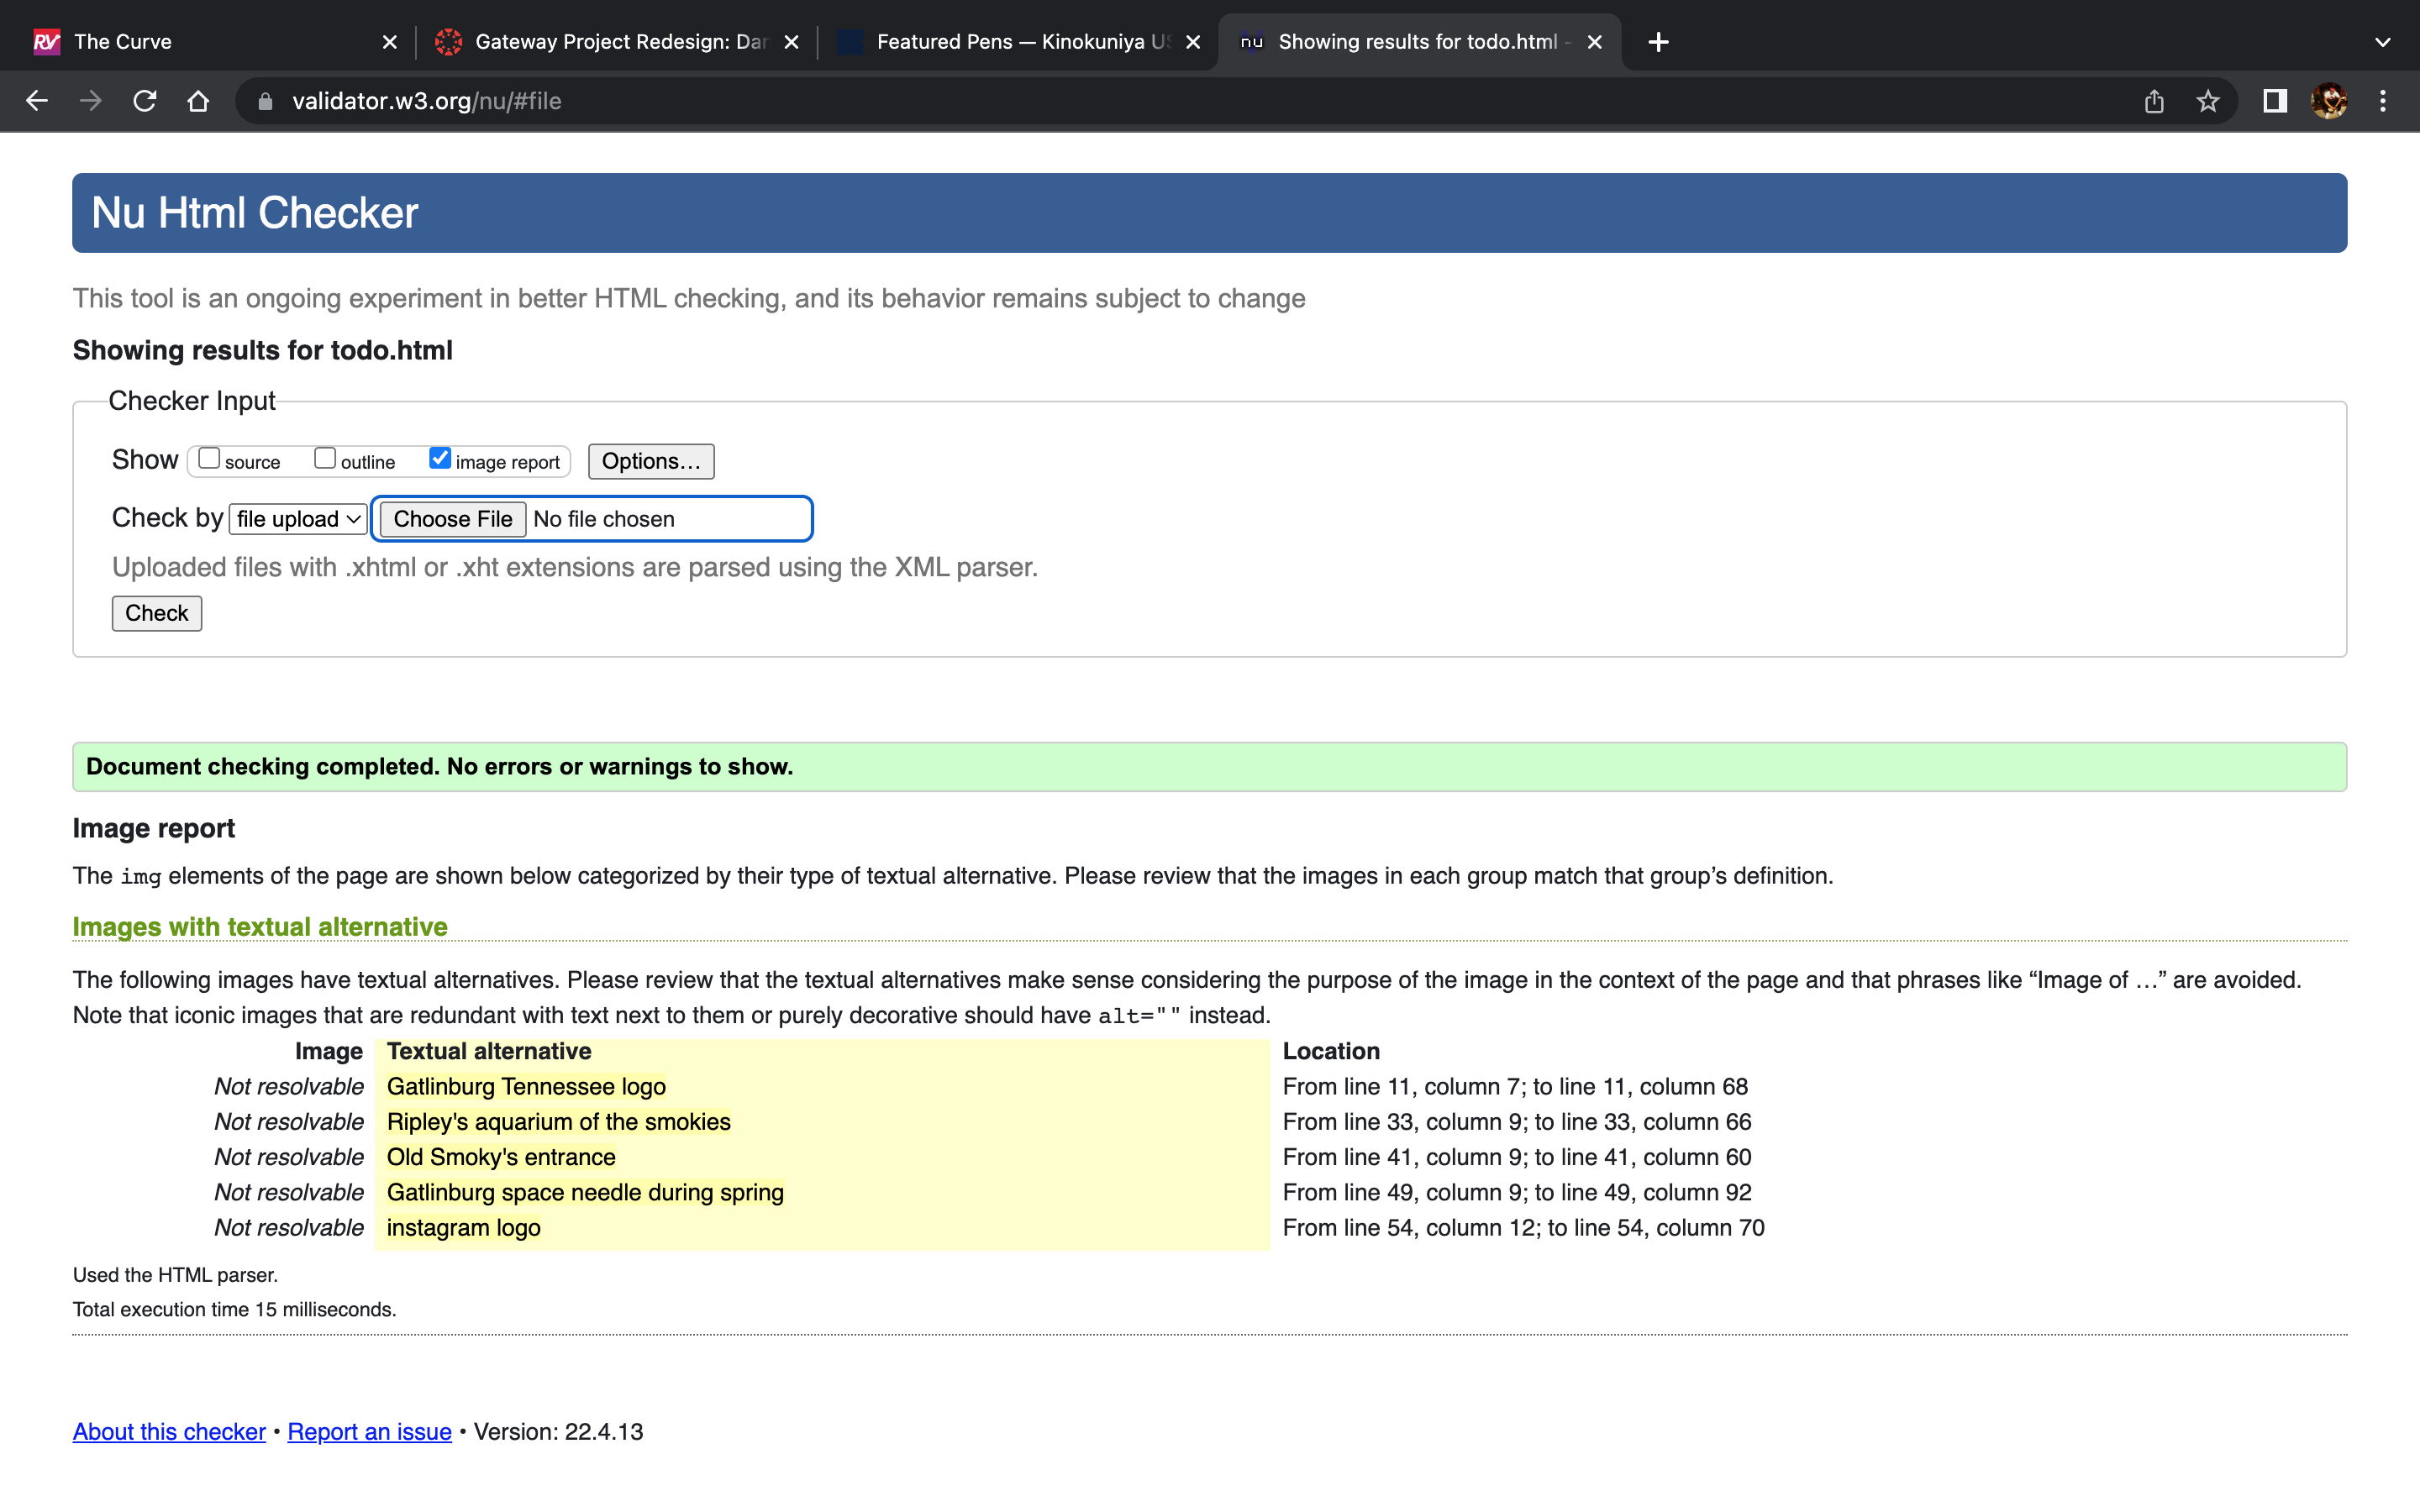 The Curve
Gateway Project Redesign: Dar
Featured Pens — Kinokuniya US
Showing results for todo.html -
validator.w3.org/nu/#file
Nu Html Checker
This tool is an ongoing experiment in better HTML checking, and its behavior remains subject to change
Showing results for todo.html
Checker Input
Show source outline image report Options...
Check by file upload Choose File No file chosen
Uploaded files with .xhtml or .xht extensions are parsed using the XML parser.
Check
Document checking completed. No errors or warnings to show.
Image report
The img elements of the page are shown below categorized by their type of textual alternative. Please review that the images in each group match that group’s definition.
Images with textual alternative
The following images have textual alternatives. Please review that the textual alternatives make sense considering the purpose of the image in the context of the page and that phrases like “Image of …” are avoided.
Note that iconic images that are redundant with text next to them or purely decorative should have alt="" instead.
Image Textual alternative Location
Not resolvable Gatlinburg Tennessee logo From line 11, column 7; to line 11, column 68
Not resolvable Ripley's aquarium of the smokies From line 33, column 9; to line 33, column 66
Not resolvable Old Smoky's entrance From line 41, column 9; to line 41, column 60
Not resolvable Gatlinburg space needle during spring From line 49, column 9; to line 49, column 92
Not resolvable instagram logo From line 54, column 12; to line 54, column 70
Used the HTML parser.
Total execution time 15 milliseconds.
About this checker • Report an issue • Version: 22.4.13